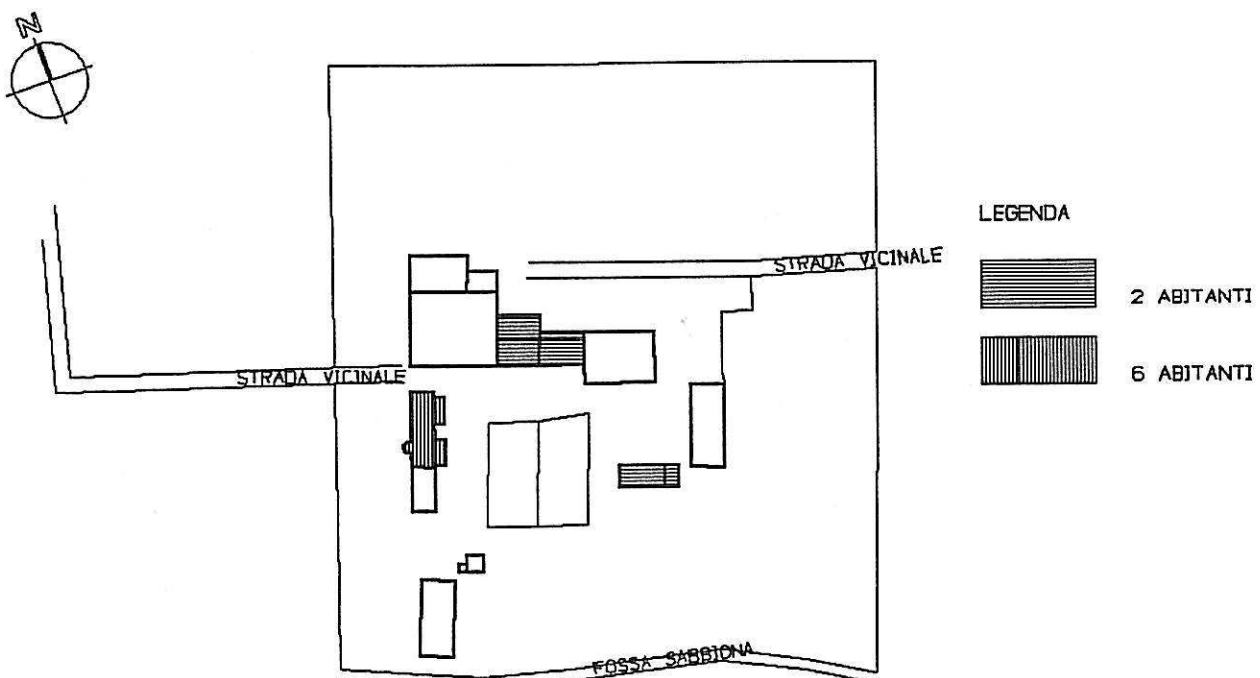 N
STRADA VICINALE
LEGENDA
2 ABITANTI
6 ABITANTI
STRADA VICINALE
FOSSA SABBIONA